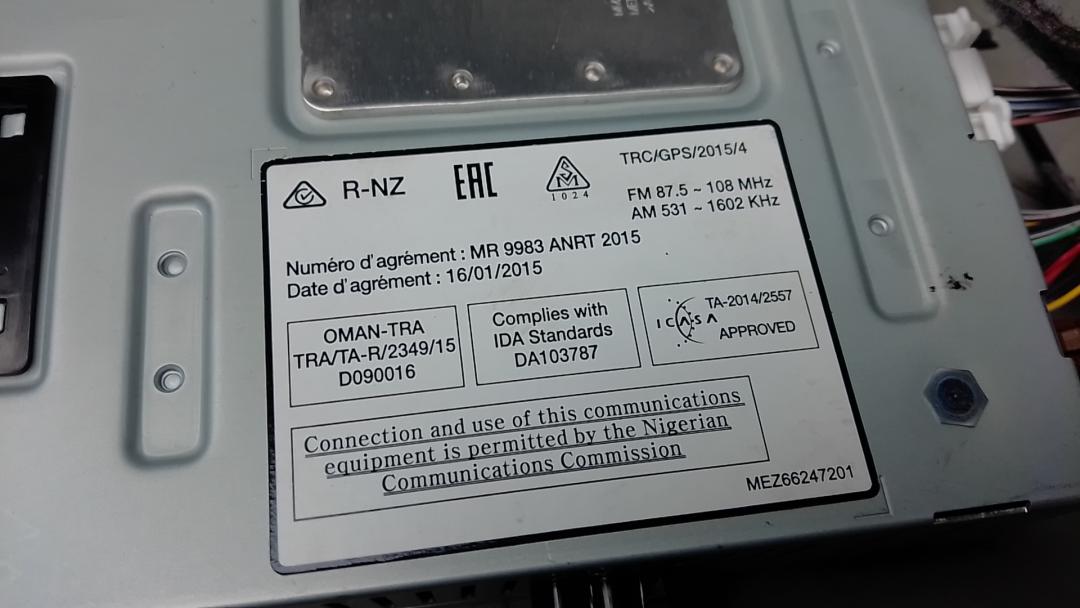 R-NZ
EAC
SM
1024
TRC/GPS/2015/4
FM 87.5 ~ 108 MHz
AM 531 ~ 1602 KHz
Numéro d'agrément : MR 9983 ANRT 2015
Date d'agrément : 16/01/2015
OMAN-TRA
TRA/TA-R/2349/15
D090016
Complies with
IDA Standards
DA103787
ICASA
TA-2014/2557
APPROVED
Connection and use of this communications
equipment is permitted by the Nigerian
Communications Commission
MEZ66247201